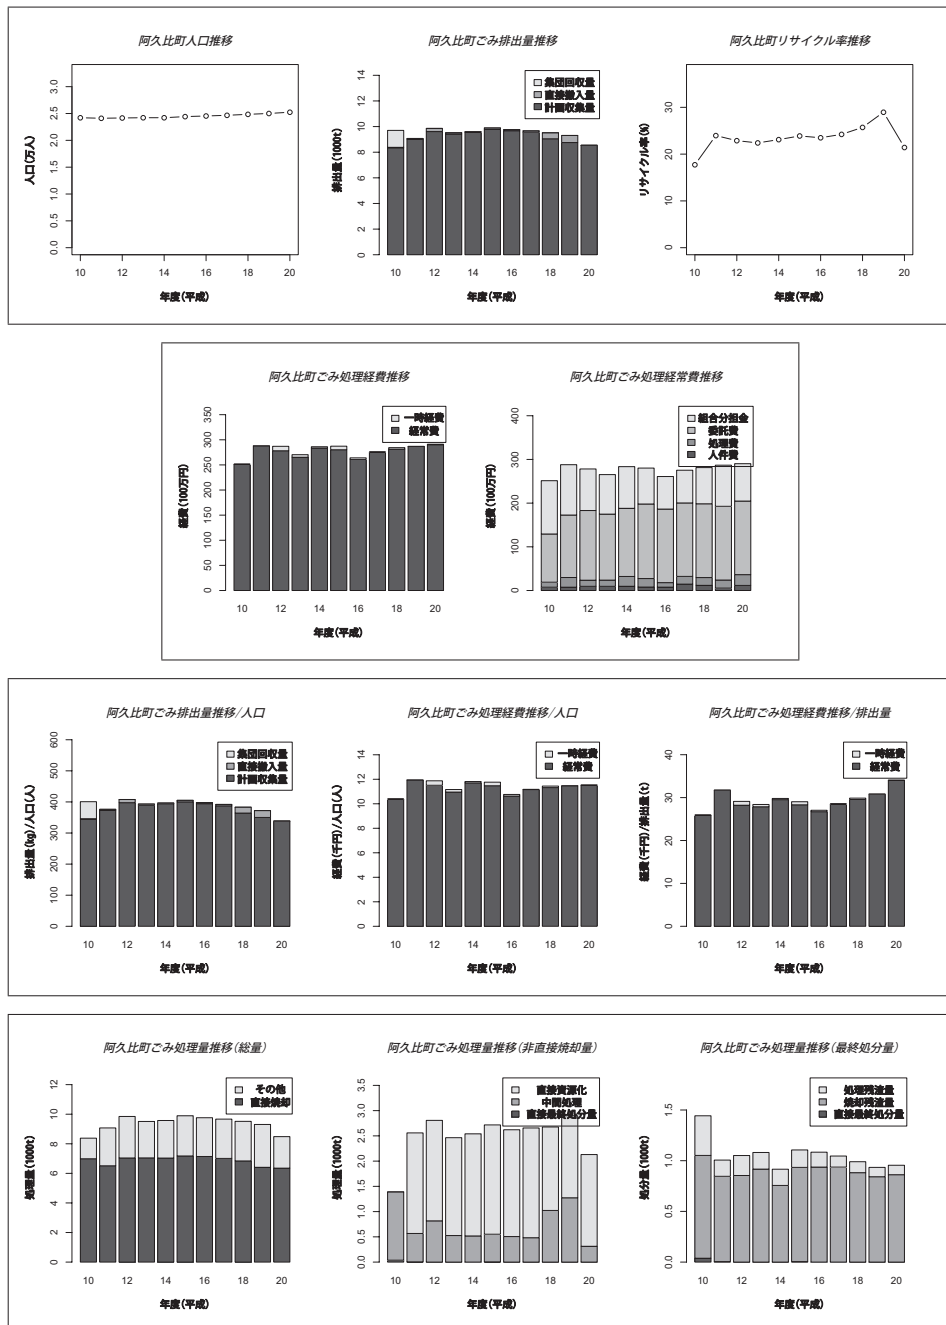 阿久比町人口推移
人口(万人)
0.0 0.5 1.0 1.5 2.0 2.5 3.0
10 12 14 16 18 20
年度(平成)
阿久比町ごみ排出量推移
排出量(1000t)
0 2 4 6 8 10 12 14
集団回収量
直接搬入量
計画収集量
10 12 14 16 18 20
年度(平成)
阿久比町リサイクル率推移
リサイクル率(%)
0 10 20 30
10 12 14 16 18 20
年度(平成)
阿久比町ごみ処理経費推移
経費(100万円)
0 50 100 150 200 250 300 350
一時経費
経常費
10 12 14 16 18 20
年度(平成)
阿久比町ごみ処理経常費推移
経費(100万円)
0 100 200 300 400
組合分担金
委託費
処理費
人件費
10 12 14 16 18 20
年度(平成)
阿久比町ごみ排出量推移/人口
排出量(kg)/人口(人)
0 100 200 300 400 500 600
集団回収量
直接搬入量
計画収集量
10 12 14 16 18 20
年度(平成)
阿久比町ごみ処理経費推移/人口
経費(千円)/人口(人)
0 2 4 6 8 10 12 14
一時経費
経常費
10 12 14 16 18 20
年度(平成)
阿久比町ごみ処理経費推移/排出量
経費(千円)/排出量(t)
0 10 20 30 40
一時経費
経常費
10 12 14 16 18 20
年度(平成)
阿久比町ごみ処理量推移(総量)
処理量(1000t)
0 2 4 6 8 10 12
その他
直接焼却
10 12 14 16 18 20
年度(平成)
阿久比町ごみ処理量推移(非直接焼却量)
処理量(1000t)
0.0 0.5 1.0 1.5 2.0 2.5 3.0 3.5
直接資源化
中間処理
直接最終処分量
10 12 14 16 18 20
年度(平成)
阿久比町ごみ処理量推移(最終処分量)
処分量(1000t)
0.0 0.5 1.0 1.5
処理残渣量
焼却残渣量
直接最終処分量
10 12 14 16 18 20
年度(平成)